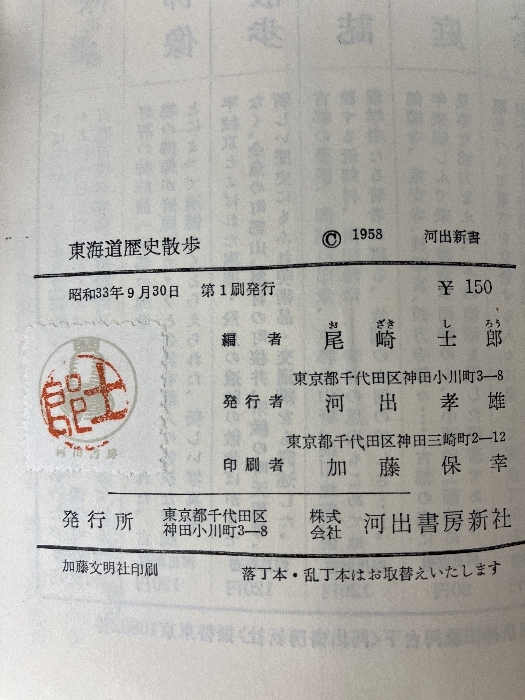 東海道歴史散歩
© 1958 河出新書
昭和33年9月30日 第1刷発行 ¥ 150
お ざき し ろう
編者 尾崎士郎
東京都千代田区神田小川町3—8
発行者 河出孝雄
東京都千代田区神田三崎町2—12
印刷者 加藤保幸
発行所 東京都千代田区神田小川町3—8 株式会社 河出書房新社
加藤文明社印刷 落丁本・乱丁本はお取替えいたします